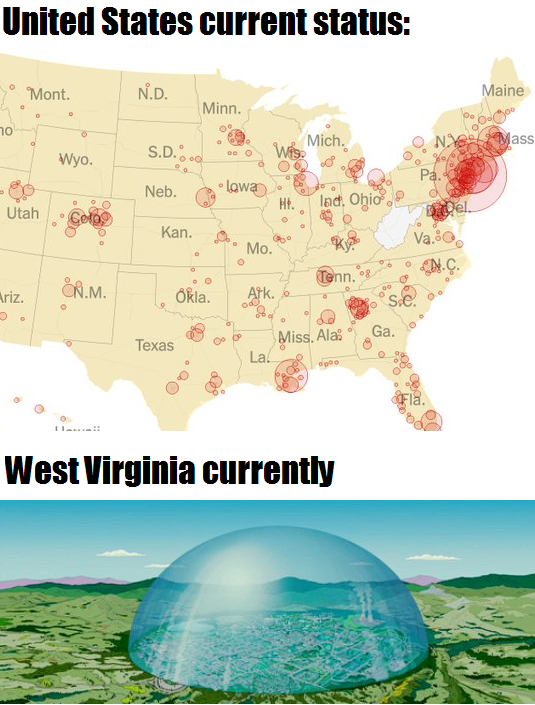 United States current status:
Maine
Mont.
N.D.
Minn.
no
Wis.
Mich.
N.Y.
Mass
Wyo.
S.D.
Iowa
Pa.
Neb.
Ill.
Ind.
Ohio
Del.
Utah
Colo.
D.C.
Kan.
Mo.
Ky.
Va.
N.C.
Tenn.
Ariz.
N.M.
Okla.
Ark.
S.C.
Texas
Miss.
Ala.
Ga.
La.
Fla.
Hawaii
West Virginia currently